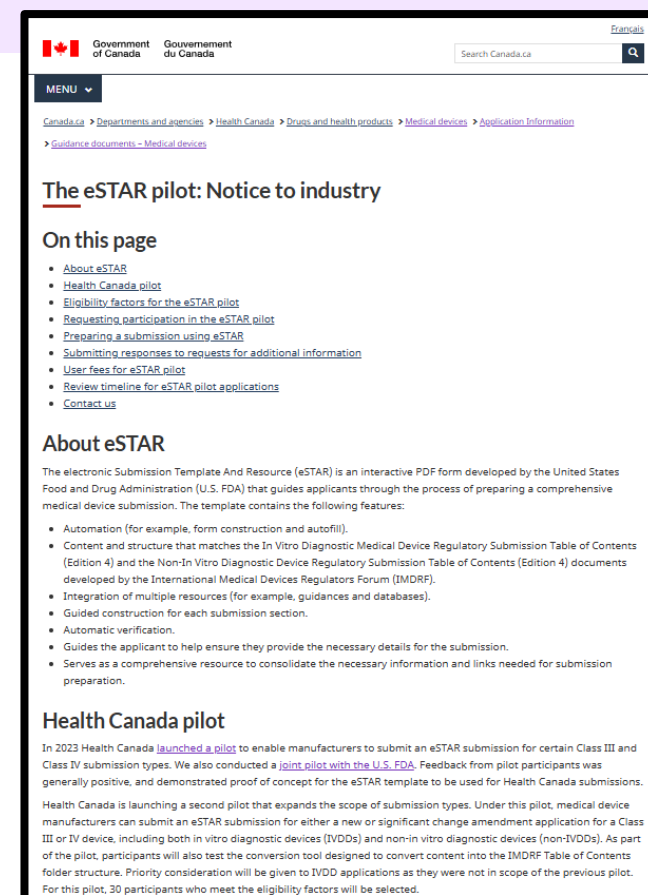 Français
Government of Canada
Gouvernement du Canada
Search Canada.ca
MENU
Canada.ca > Departments and agencies > Health Canada > Drugs and health products > Medical devices > Application Information
> Guidance documents – Medical devices
The eSTAR pilot: Notice to industry
On this page
• About eSTAR
• Health Canada pilot
• Eligibility factors for the eSTAR pilot
• Requesting participation in the eSTAR pilot
• Preparing a submission using eSTAR
• Submitting responses to requests for additional information
• User fees for eSTAR pilot
• Review timeline for eSTAR pilot applications
• Contact us
About eSTAR
The electronic Submission Template And Resource (eSTAR) is an interactive PDF form developed by the United States
Food and Drug Administration (U.S. FDA) that guides applicants through the process of preparing a comprehensive
medical device submission. The template contains the following features:
• Automation (for example, form construction and autofill).
• Content and structure that matches the In Vitro Diagnostic Medical Device Regulatory Submission Table of Contents
(Edition 4) and the Non-In Vitro Diagnostic Device Regulatory Submission Table of Contents (Edition 4) documents
developed by the International Medical Devices Regulators Forum (IMDRF).
• Integration of multiple resources (for example, guidances and databases).
• Guided construction for each submission section.
• Automatic verification.
• Guides the applicant to help ensure they provide the necessary details for the submission.
• Serves as a comprehensive resource to consolidate the necessary information and links needed for submission
preparation.
Health Canada pilot
In 2023 Health Canada launched a pilot to enable manufacturers to submit an eSTAR submission for certain Class III and
Class IV submission types. We also conducted a joint pilot with the U.S. FDA. Feedback from pilot participants was
generally positive, and demonstrated proof of concept for the eSTAR template to be used for Health Canada submissions.
Health Canada is launching a second pilot that expands the scope of submission types. Under this pilot, medical device
manufacturers can submit an eSTAR submission for either a new or significant change amendment application for a Class
III or IV device, including both in vitro diagnostic devices (IVDDs) and non-in vitro diagnostic devices (non-IVDDs). As part
of the pilot, participants will also test the conversion tool designed to convert content into the IMDRF Table of Contents
folder structure. Priority consideration will be given to IVDD applications as they were not in scope of the previous pilot.
For this pilot, 30 participants who meet the eligibility factors will be selected.